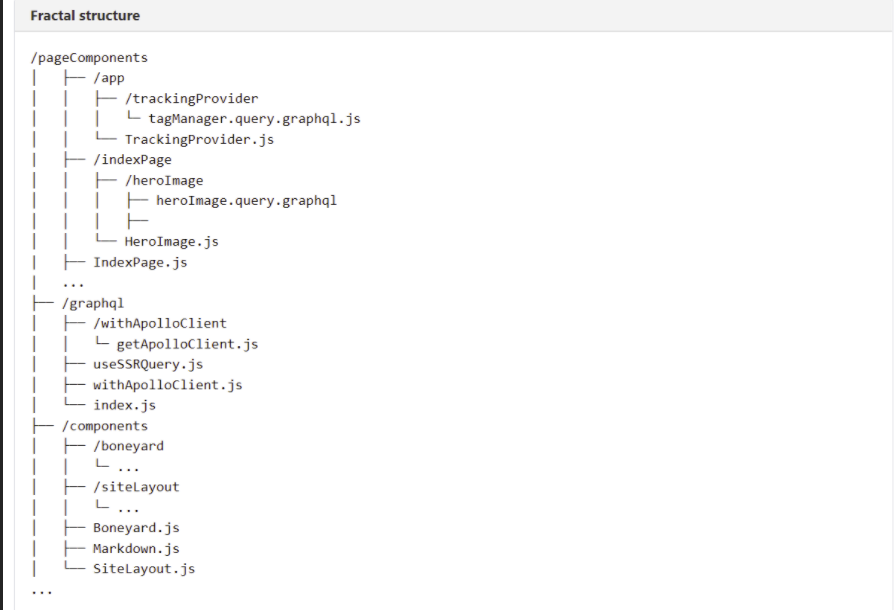 Fractal structure
/pageComponents
│   ├── /app
│   │   ├── /trackingProvider
│   │   │   └─ tagManager.query.graphql.js
│   │   └── TrackingProvider.js
│   ├── /indexPage
│   │   ├── /heroImage
│   │   │   ├── heroImage.query.graphql
│   │   │   ├──
│   │   └── HeroImage.js
│   ├── IndexPage.js
│   ...
├── /graphql
│   ├── /withApolloClient
│   │   └─ getApolloClient.js
│   ├── useSSRQuery.js
│   ├── withApolloClient.js
│   └── index.js
├── /components
│   ├── /boneyard
│   │   └─ ...
│   ├── /siteLayout
│   │   └─ ...
│   ├── Boneyard.js
│   ├── Markdown.js
│   └── SiteLayout.js
...